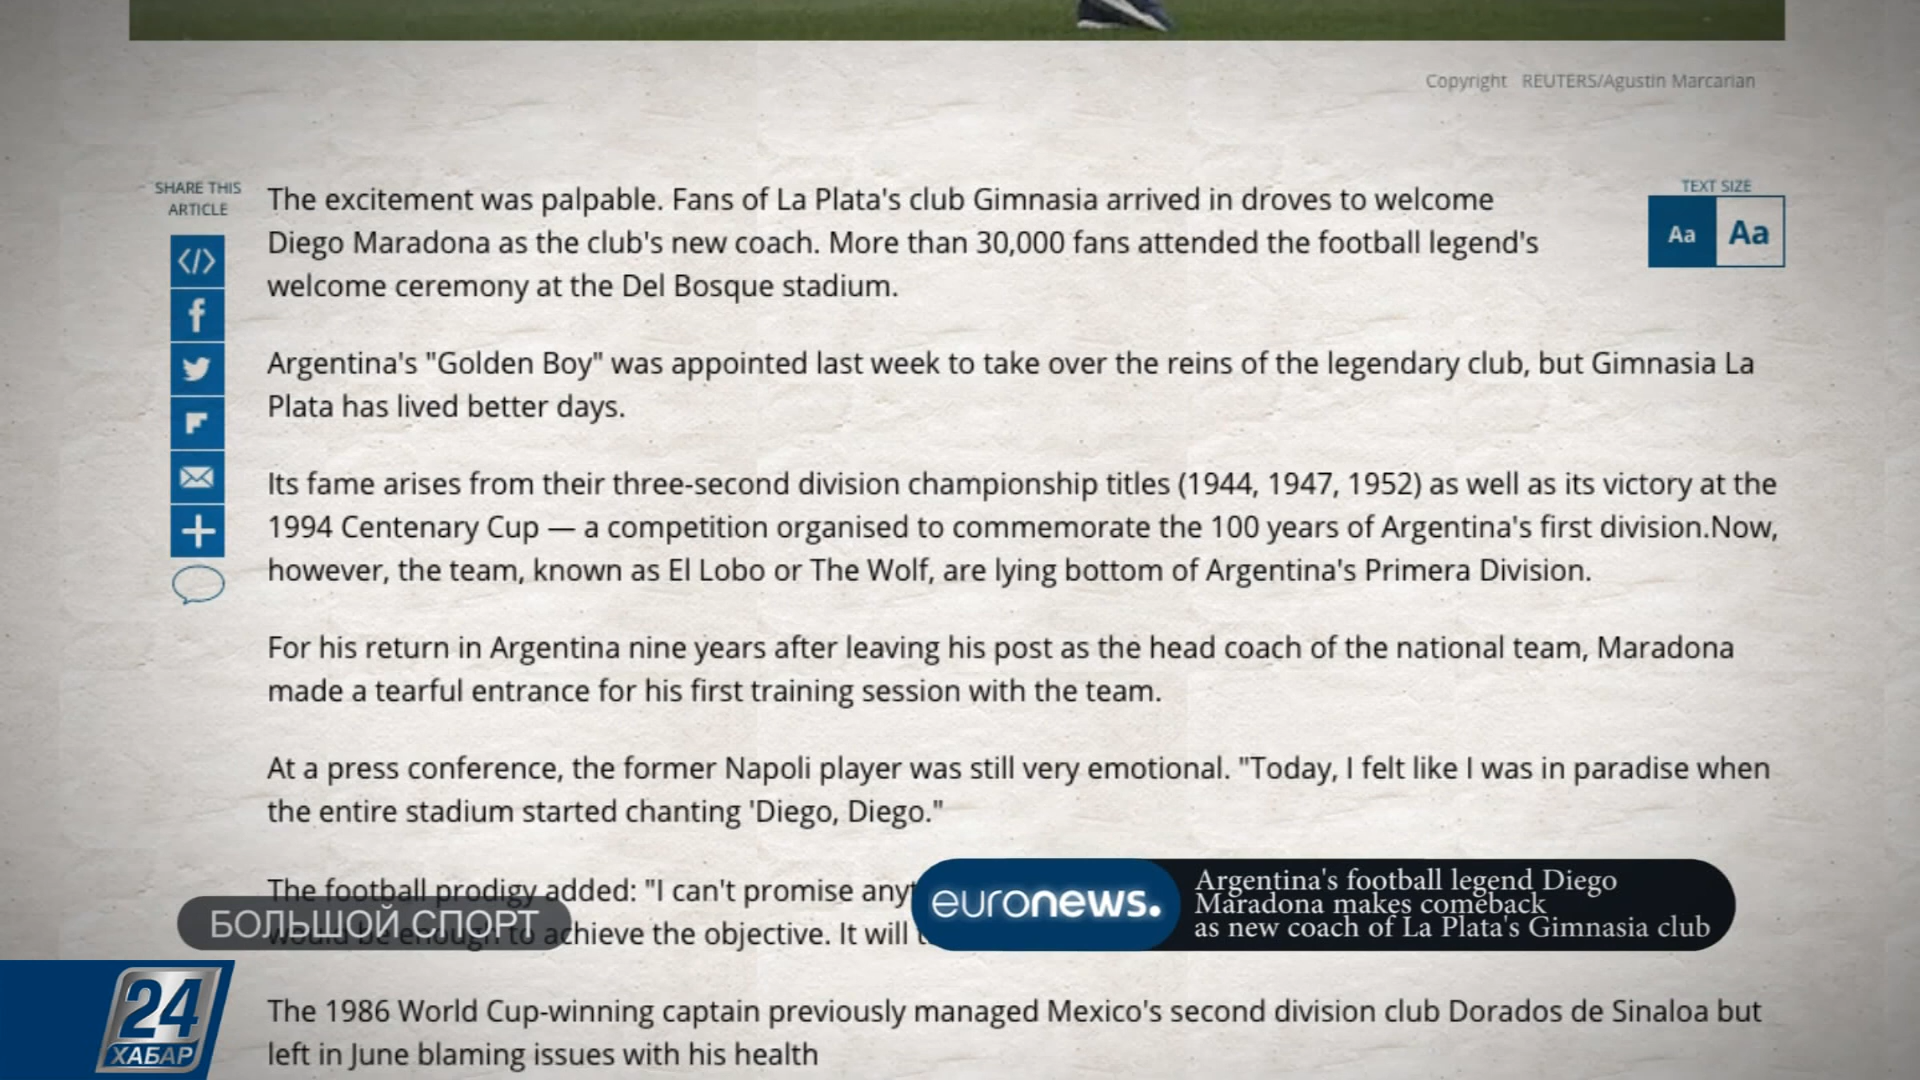 Copyright REUTERS/Agustin Marcarian
SHARE THIS
ARTICLE
TEXT SIZE
Aa Aa
The excitement was palpable. Fans of La Plata's club Gimnasia arrived in droves to welcome
Diego Maradona as the club's new coach. More than 30,000 fans attended the football legend's
welcome ceremony at the Del Bosque stadium.
Argentina's "Golden Boy" was appointed last week to take over the reins of the legendary club, but Gimnasia La
Plata has lived better days.
Its fame arises from their three-second division championship titles (1944, 1947, 1952) as well as its victory at the
1994 Centenary Cup — a competition organised to commemorate the 100 years of Argentina's first division.Now,
however, the team, known as El Lobo or The Wolf, are lying bottom of Argentina's Primera Division.
For his return in Argentina nine years after leaving his post as the head coach of the national team, Maradona
made a tearful entrance for his first training session with the team.
At a press conference, the former Napoli player was still very emotional. "Today, I felt like I was in paradise when
the entire stadium started chanting 'Diego, Diego."
The football prodigy added: "I can't promise
would be enough to achieve the objective. It will
БОЛЬШОЙ СПОРТ
euronews.
Argentina's football legend Diego
Maradona makes comeback
as new coach of La Plata's Gimnasia club
The 1986 World Cup-winning captain previously managed Mexico's second division club Dorados de Sinaloa but
left in June blaming issues with his health
24
ХАБАР